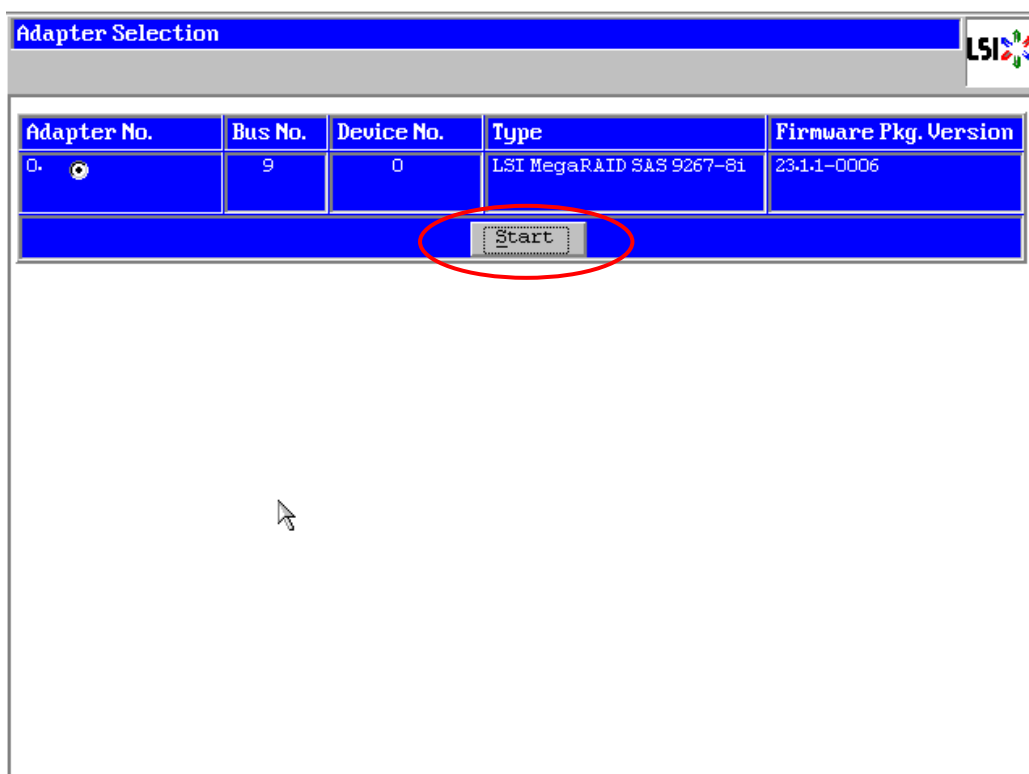 Adapter Selection
LSI
Adapter No. Bus No. Device No. Type Firmware Pkg. Version
0. 9 0 LSI MegaRAID SAS 9267-8i 23.1.1-0006
Start